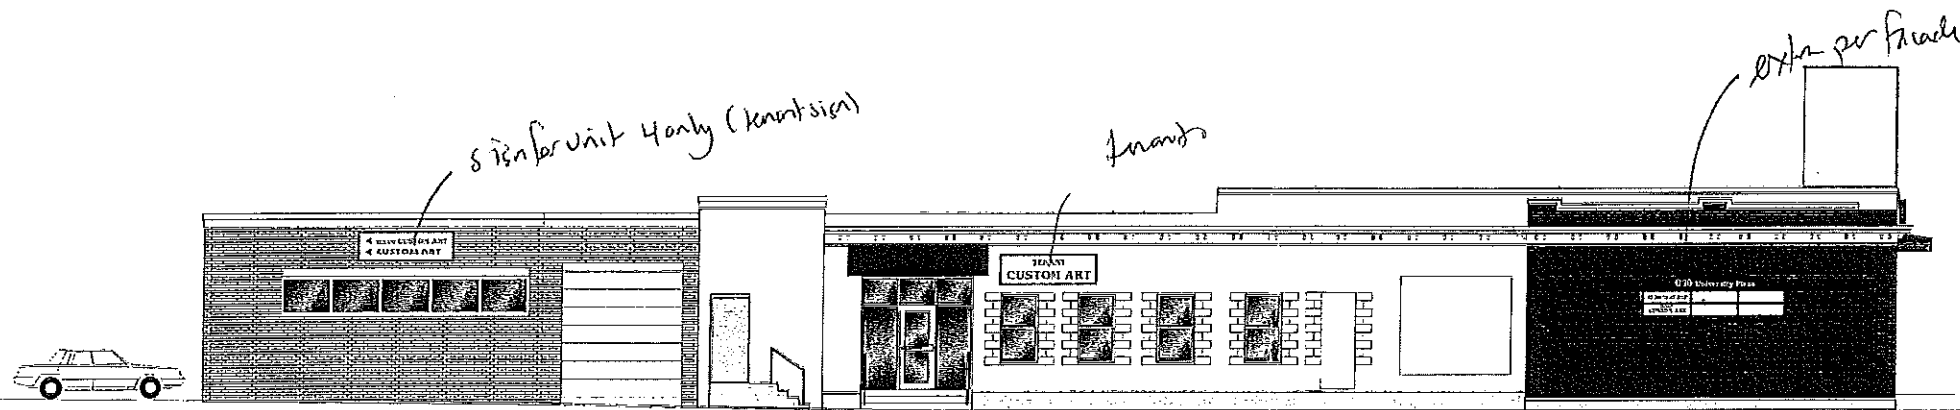 extra per facade
sign for unit 4 only (tenant sign)
tenants
CUSTOM ART
CUSTOM ART
TENANT
CUSTOM ART
University Plaza